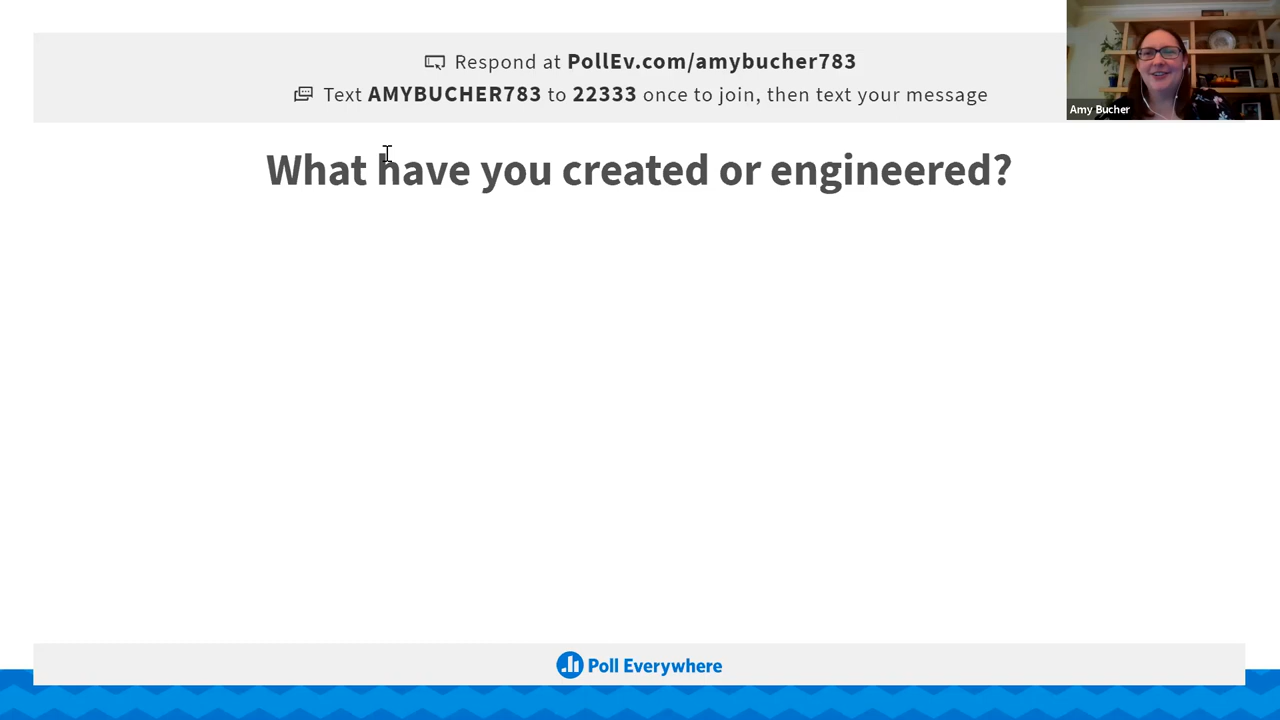 Respond at PollEv.com/amybucher783
Text AMYBUCHER783 to 22333 once to join, then text your message
Amy Bucher
What have you created or engineered?
Poll Everywhere